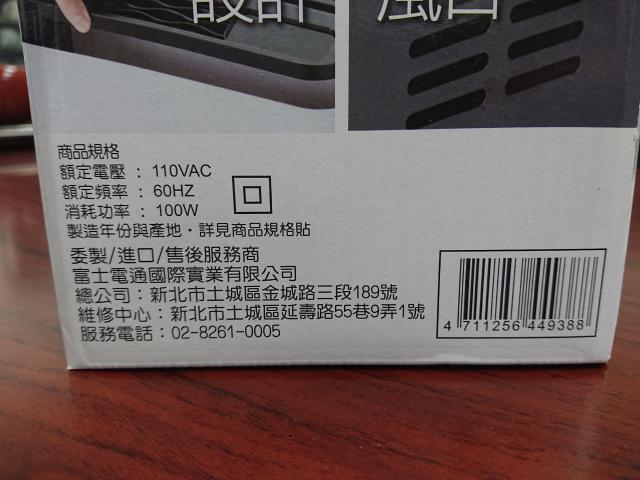 設計 風口
商品規格
額定電壓 : 110VAC
額定頻率 : 60HZ
消耗功率 : 100W
製造年份與產地，詳見商品規格貼
委製/進口/售後服務商
富士電通國際實業有限公司
總公司：新北市土城區金城路三段189號
維修中心：新北市土城區延壽路55巷9弄1號
服務電話：02-8261-0005
4 711256 449388